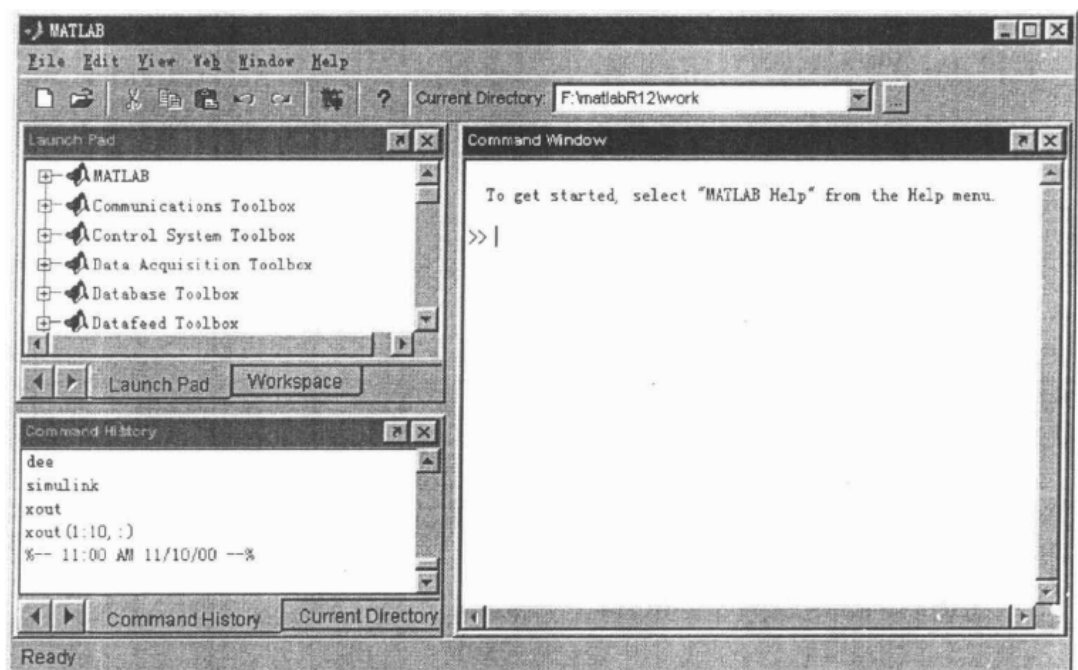 MATLAB
File Edit View Web Window Help
? Current Directory: F:\matlabR12\work ...
Launch Pad
MATLAB
Communications Toolbox
Control System Toolbox
Data Acquisition Toolbox
Database Toolbox
Datafeed Toolbox
Launch Pad Workspace
Command History
dee
simulink
xout
xout(1:10, :)
%-- 11:00 AM 11/10/00 --%
Command History Current Directory
Command Window
To get started, select "MATLAB Help" from the Help menu.
>>
Ready